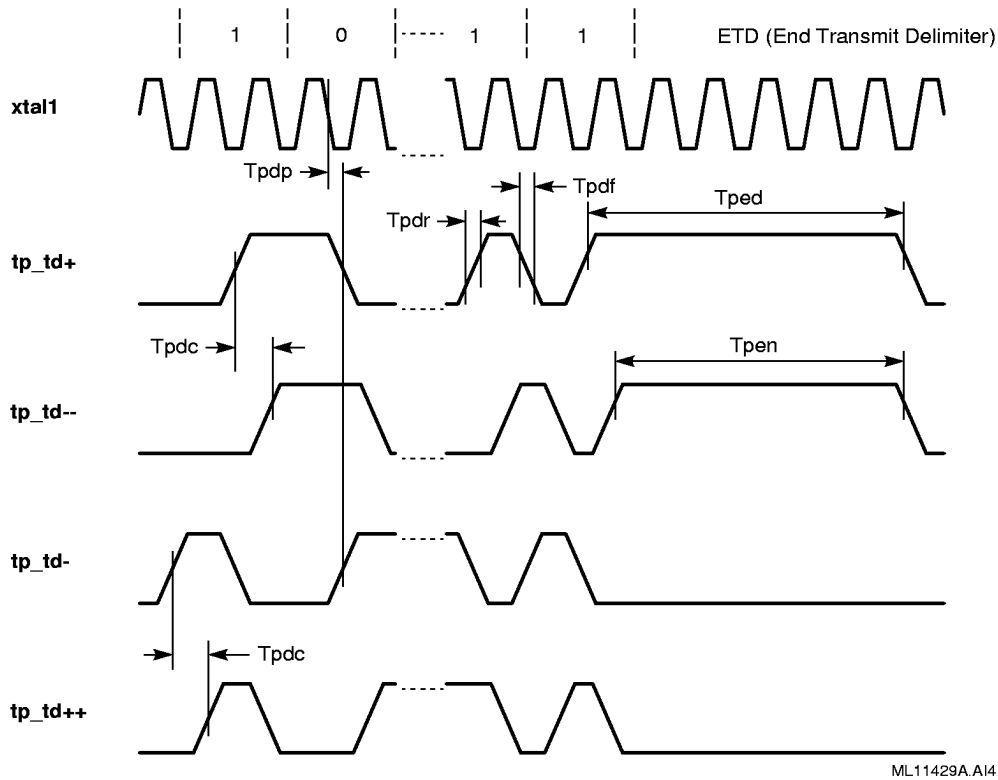 1 0 1 1 ETD (End Transmit Delimiter)
xtal1
Tpdp
Tpdf
Tped
Tpdr
tp_td+
Tpdc
Tpen
tp_td--
tp_td-
Tpdc
tp_td++
ML11429A.AI4